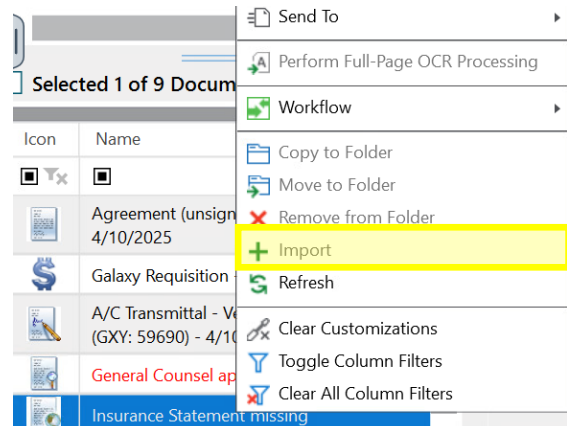 Send To
Perform Full-Page OCR Processing
Selected 1 of 9 Docum
Workflow
Icon Name
Copy to Folder
Move to Folder
Agreement (unsign
4/10/2025
Remove from Folder
Import
Galaxy Requisition
Refresh
A/C Transmittal - Ve
(GXY: 59690) - 4/10
Clear Customizations
Toggle Column Filters
General Counsel ap
Clear All Column Filters
Insurance Statement missing